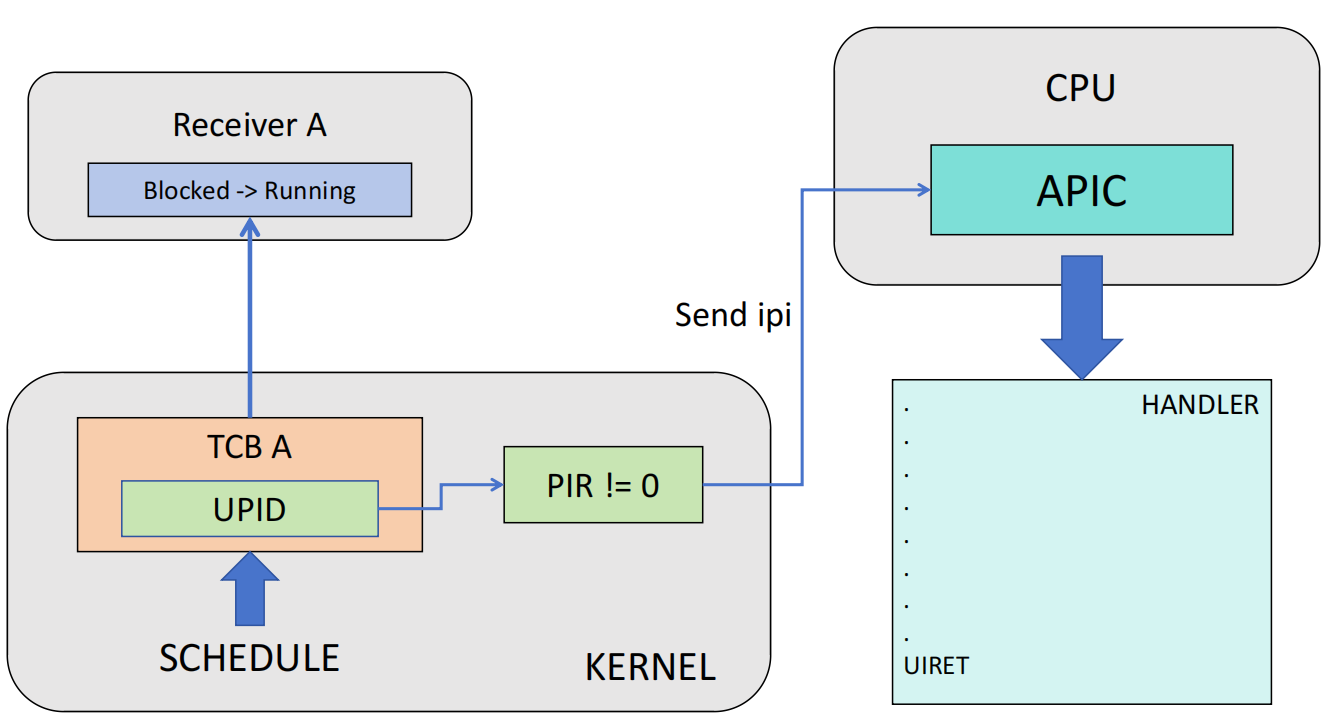 Receiver A
Blocked -> Running
CPU
APIC
Send ipi
TCB A
UPID
PIR != 0
SCHEDULE
KERNEL
. HANDLER
.
.
.
.
.
.
.
UIRET